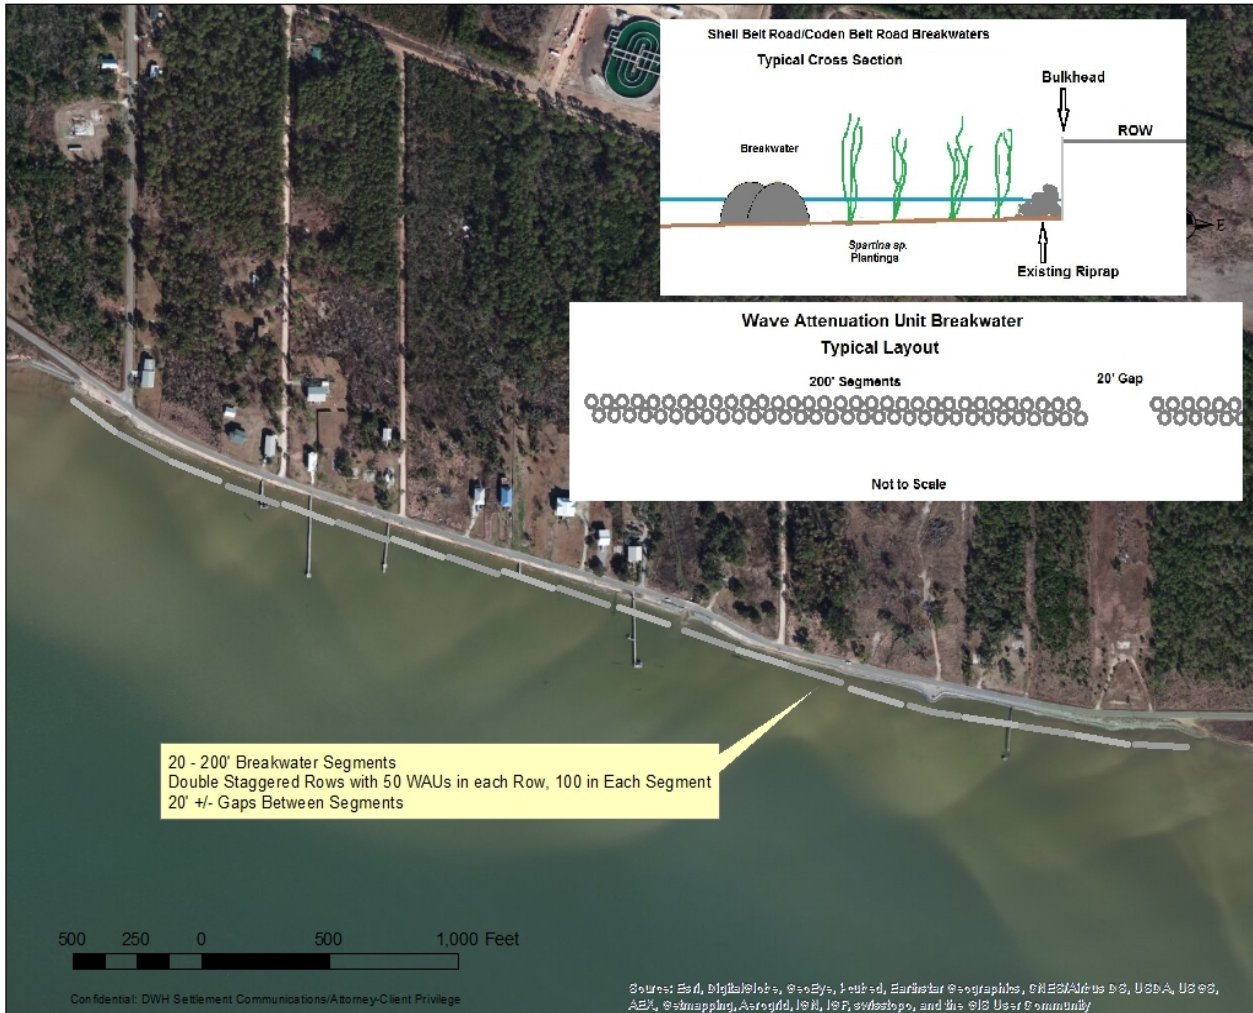 Shell Belt Road/Coden Belt Road Breakwaters
Typical Cross Section
Bulkhead
ROW
Breakwater
E
Spartina sp.
Plantings
Existing Riprap
Wave Attenuation Unit Breakwater
Typical Layout
200' Segments
20' Gap
Not to Scale
20 - 200' Breakwater Segments
Double Staggered Rows with 50 WAUs in each Row, 100 in Each Segment
20' +/- Gaps Between Segments
500 250 0 500 1,000 Feet
Confidential: DWH Settlement Communications/Attorney-Client Privilege
Source: Esri, DigitalGlobe, GeoEye, i-cubed, Earthstar Geographics, CNES/Airbus DS, USDA, USGS,
AEX, Getmapping, Aerogrid, IGN, IGP, swisstopo, and the GIS User Community